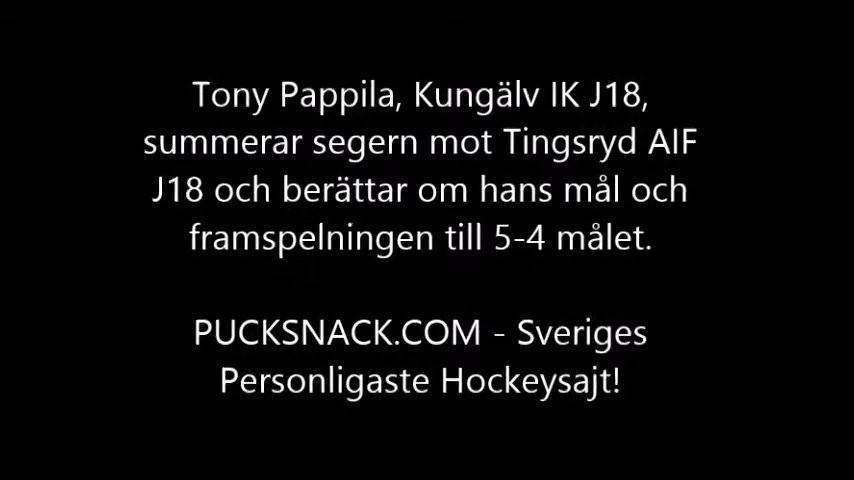 Tony Pappila, Kungälv IK J18,
summerar segern mot Tingsryd AIF
J18 och berättar om hans mål och
framspelningen till 5-4 målet.
PUCKSNACK.COM - Sveriges
Personligaste Hockeysajt!